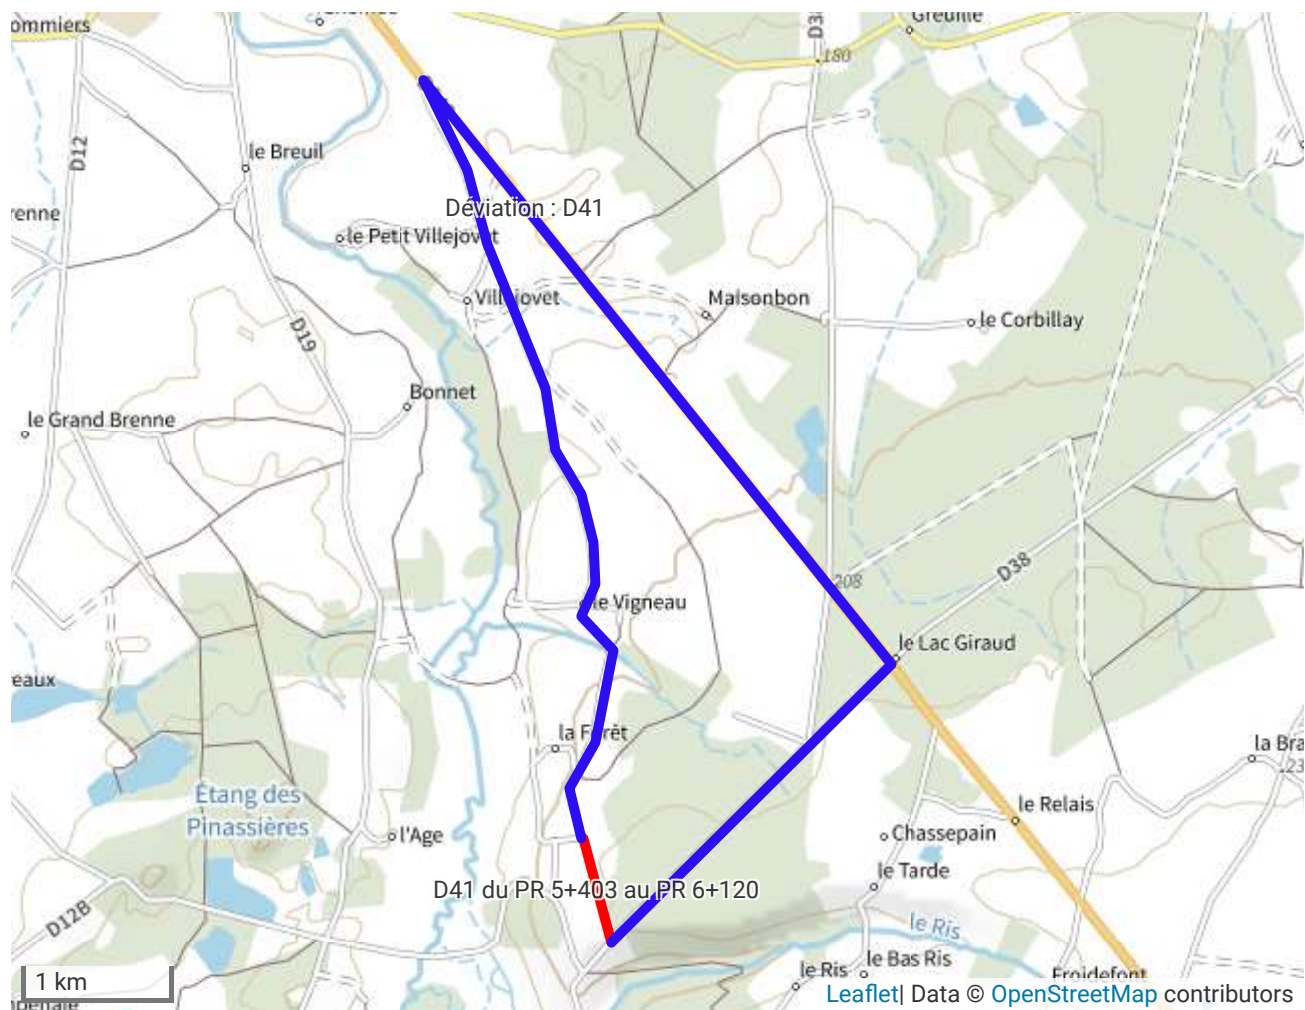 ommiers
Greuille
D38
180
D12
le Breuil
renne
Déviation : D41
le Petit Villejovet
Villejovet
Maisonbon
le Corbillay
D19
Bonnet
le Grand Brenne
D38
208
le Vigneau
le Lac Giraud
eaux
la Forêt
la Bra
Étang des
Pinassières
le Relais
l'Age
Chassepain
le Tarde
D41 du PR 5+403 au PR 6+120
D12B
le Ris
le Bas Ris
le Ris
Froidefont
1 km
Leaflet| Data © OpenStreetMap contributors